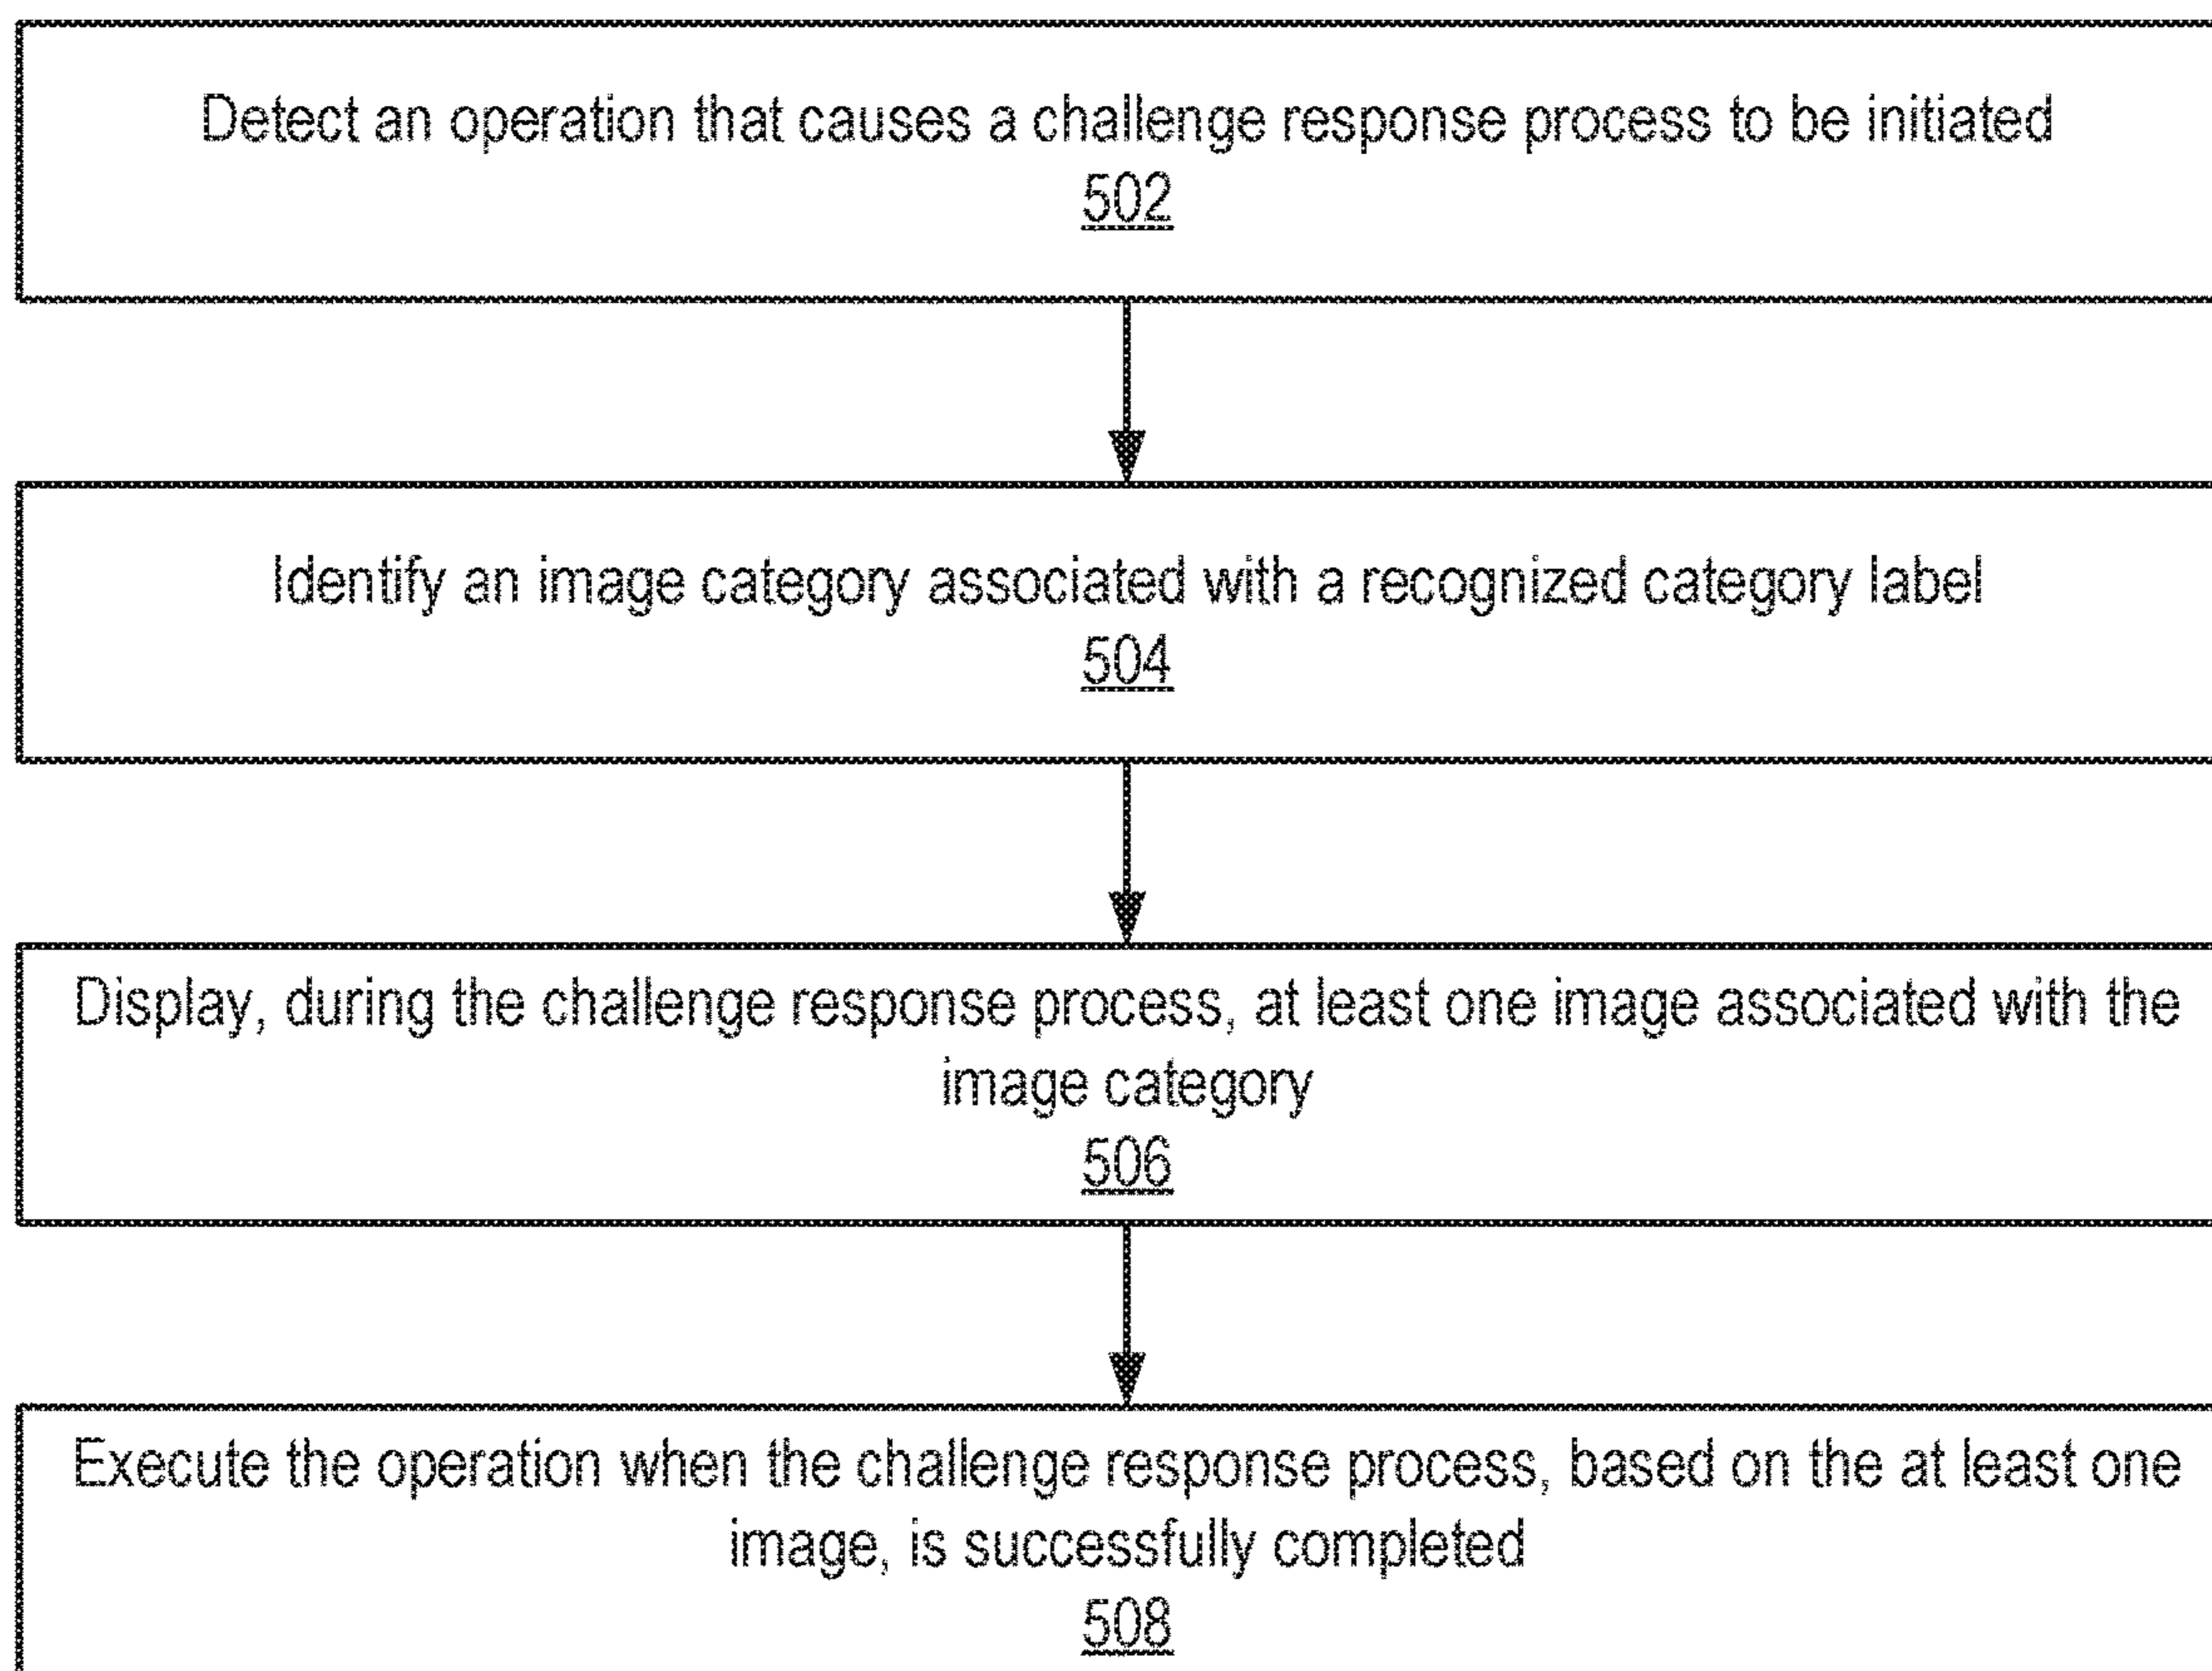 Detect an operation that causes a challenge response process to be initiated
502
Identify an image category associated with a recognized category label
504
Display, during the challenge response process, at least one image associated with the
image category
506
Execute the operation when the challenge response process, based on the at least one
image, is successfully completed
508